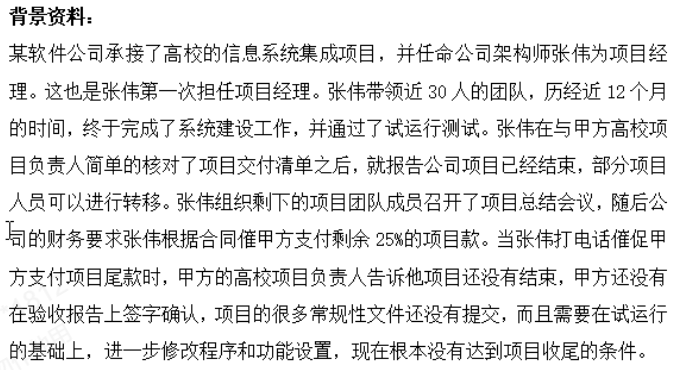 背景资料：
某软件公司承接了高校的信息系统集成项目，并任命公司架构师张伟为项目经
理。这也是张伟第一次担任项目经理。张伟带领近 30 人的团队，历经近 12 个月
的时间，终于完成了系统建设工作，并通过了试运行测试。张伟在与甲方高校项
目负责人简单的核对了项目交付清单之后，就报告公司项目已经结束，部分项目
人员可以进行转移。张伟组织剩下的项目团队成员召开了项目总结会议，随后公
司的财务要求张伟根据合同催甲方支付剩余 25%的项目款。当张伟打电话催促甲
方支付项目尾款时，甲方的高校项目负责人告诉他项目还没有结束，甲方还没有
在验收报告上签字确认，项目的很多常规性文件还没有提交，而且需要在试运行
的基础上，进一步修改程序和功能设置，现在根本没有达到项目收尾的条件。